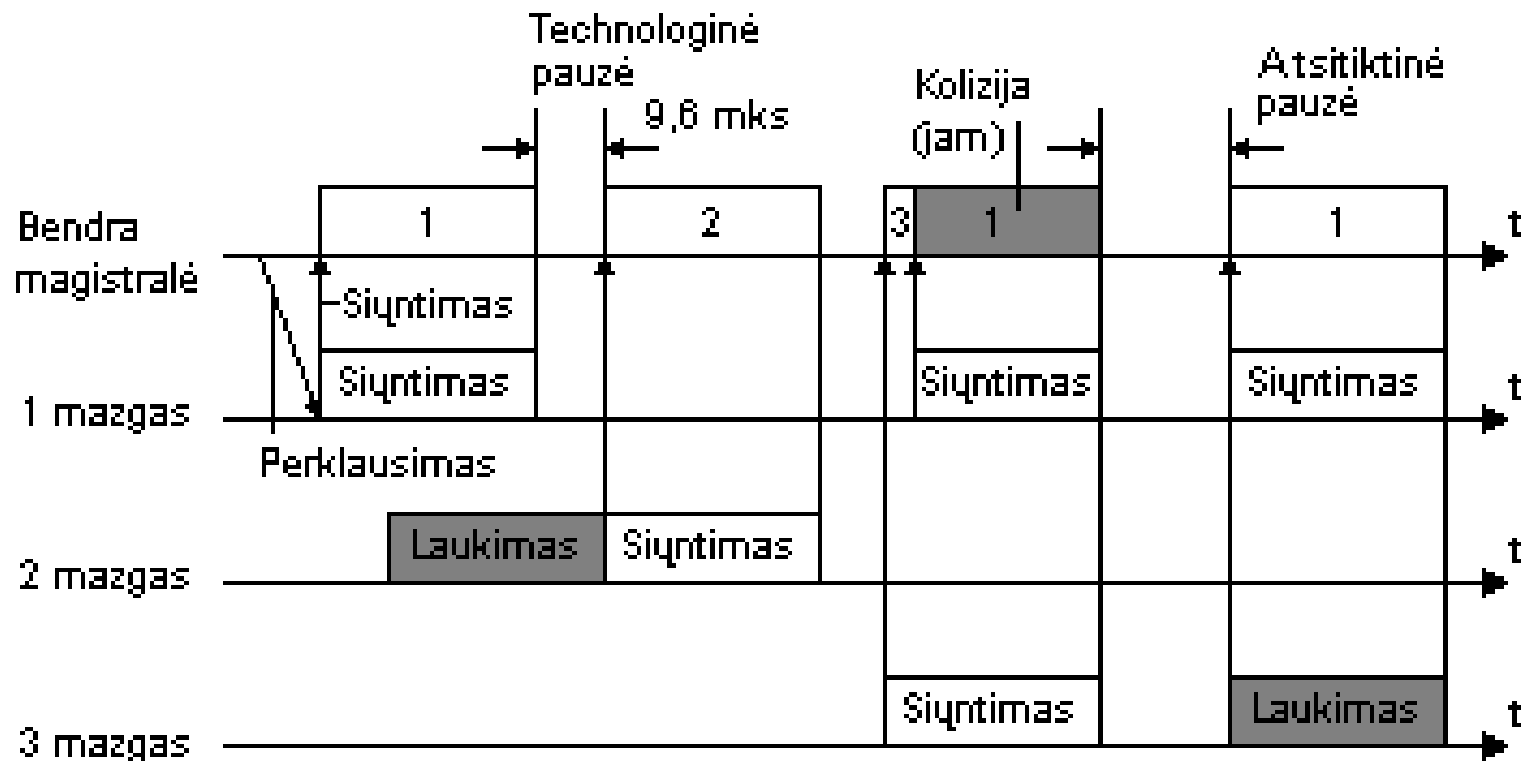 Technologinė
pauzė
9,6 mks
Kolizija
(jam)
Atsitiktinė
pauzė
Bendra
magistralė
1
2
3
1
1
t
Siųntimas
1 mazgas
Siųntimas
Siųntimas
Siųntimas
t
Perklausimas
2 mazgas
Laukimas
Siųntimas
t
3 mazgas
Siųntimas
Laukimas
t